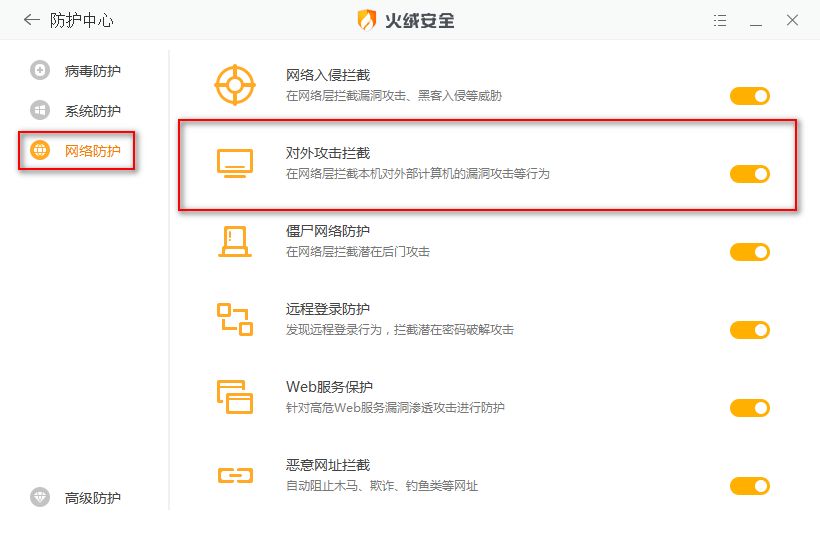 防护中心
火绒安全
病毒防护
系统防护
网络防护
高级防护
网络入侵拦截
在网络层拦截漏洞攻击、黑客入侵等威胁
对外攻击拦截
在网络层拦截本机对外部计算机的漏洞攻击等行为
僵尸网络防护
在网络层拦截潜在后门攻击
远程登录防护
发现远程登录行为，拦截潜在密码破解攻击
Web服务保护
针对高危Web服务漏洞渗透攻击进行防护
恶意网址拦截
自动阻止木马、欺诈、钓鱼类等网址